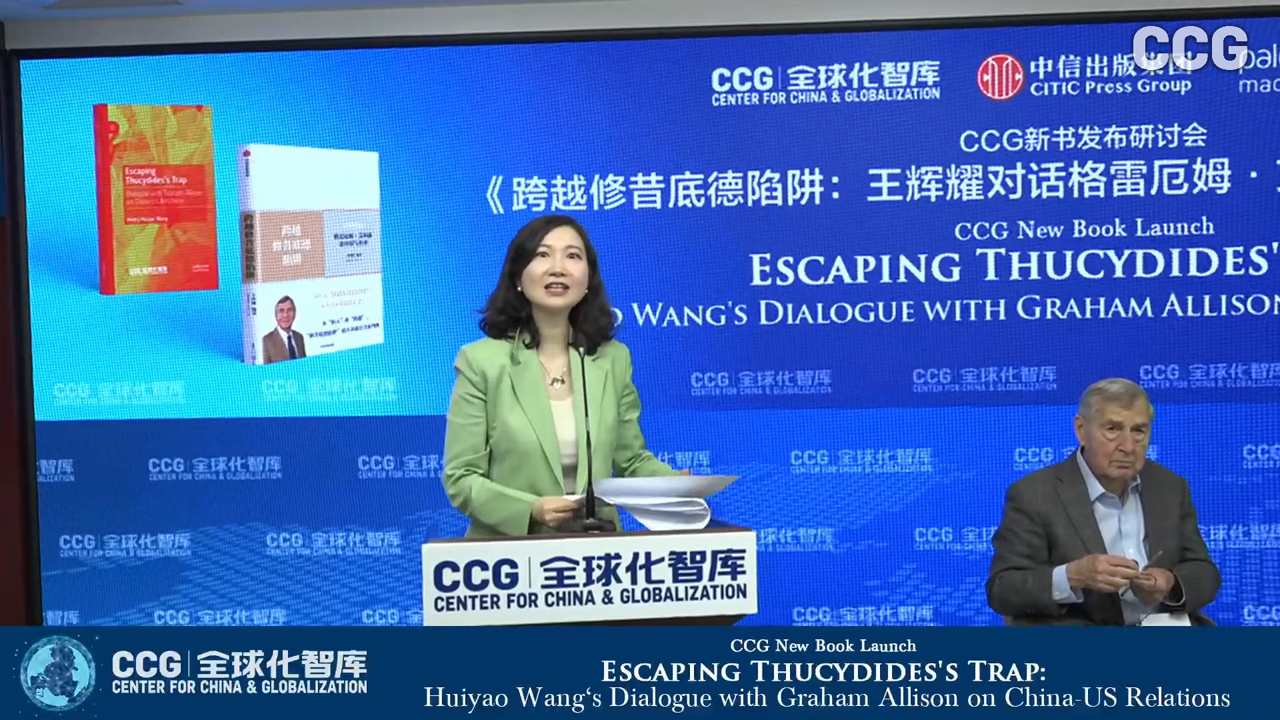 CCG
CCG 全球化智库
CENTER FOR CHINA & GLOBALIZATION
中信出版集团
CITIC Press Group
CCG新书发布研讨会
《跨越修昔底德陷阱：王辉耀对话格雷厄姆·
CCG New Book Launch
ESCAPING THUCYDIDES'
WANG'S DIALOGUE WITH GRAHAM ALLISON
Escaping
Thucydides's Trap
跨越
修昔底德
陷阱
CCG 全球化智库
CENTER FOR CHINA & GLOBALIZATION
CCG 全球化智库
CENTER FOR CHINA & GLOBALIZATION
CCG New Book Launch
ESCAPING THUCYDIDES'S TRAP:
Huiyao Wang‘s Dialogue with Graham Allison on China-US Relations